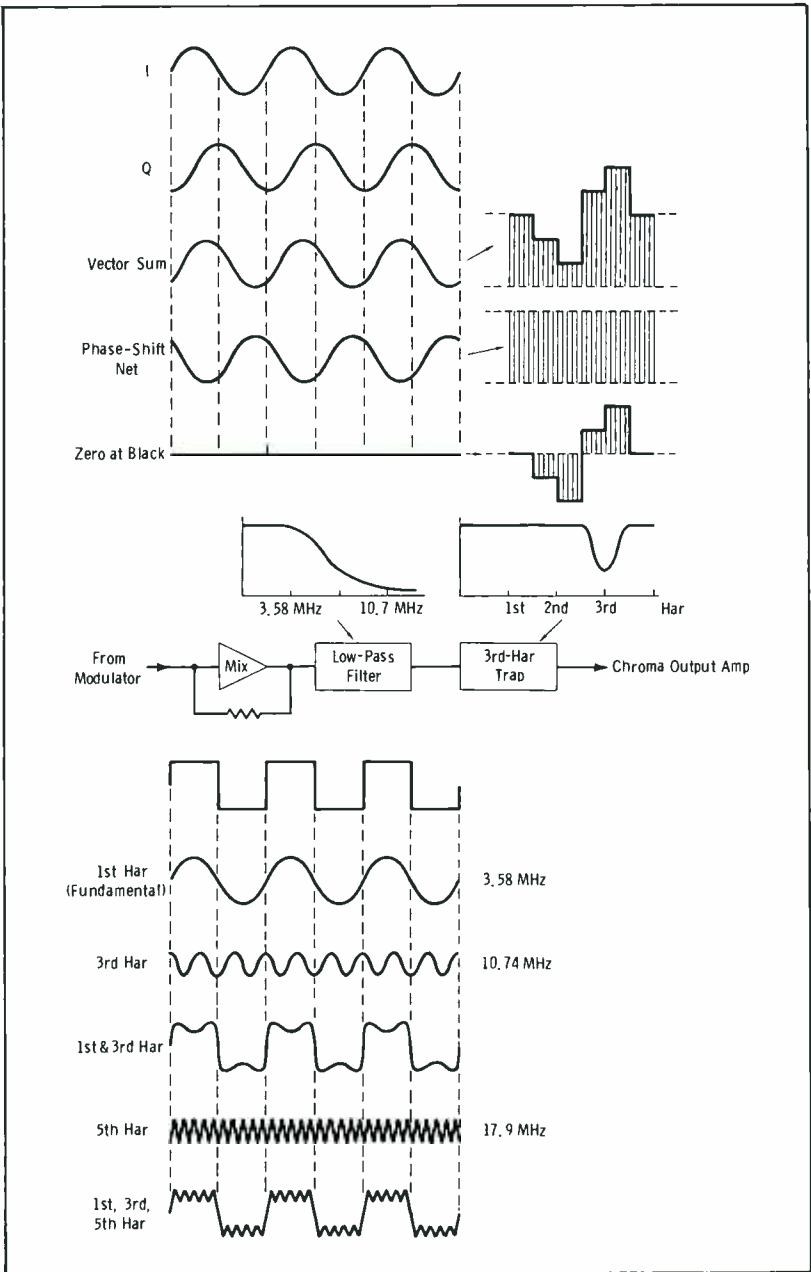 I
Q
Vector Sum
Phase-Shift
Net
Zero at Black
3.58 MHz
10.7 MHz
1st
2nd
3rd
Har
From
Modulator
Mix
Low-Pass
Filter
3rd-Har
Trap
Chroma Output Amp
1st Har
(Fundamental)
3.58 MHz
3rd Har
10.74 MHz
1st & 3rd Har
5th Har
17.9 MHz
1st, 3rd,
5th Har